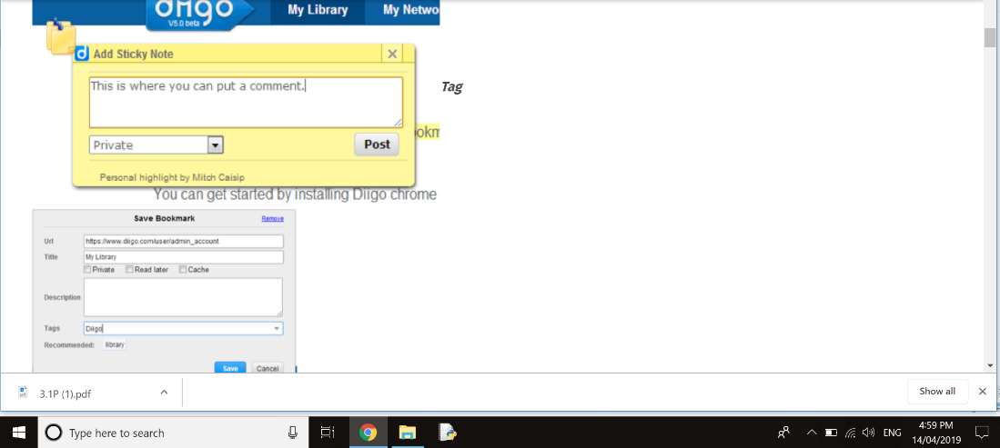 diigo
V5.0 beta
My Library
My Netwo
Add Sticky Note
This is where you can put a comment.
Tag
ookm
Private
Post
Personal highlight by Mitch Caisip
You can get started by installing Diigo chrome
Save Bookmark
Remove
Url
https://www.diigo.com/user/admin_account
Title
My Library
Private
Read later
Cache
Description
Tags
Diigo
Recommended:
library
Save
Cancel
3.1P (1).pdf
Show all
Type here to search
ENG
4:59 PM
14/04/2019